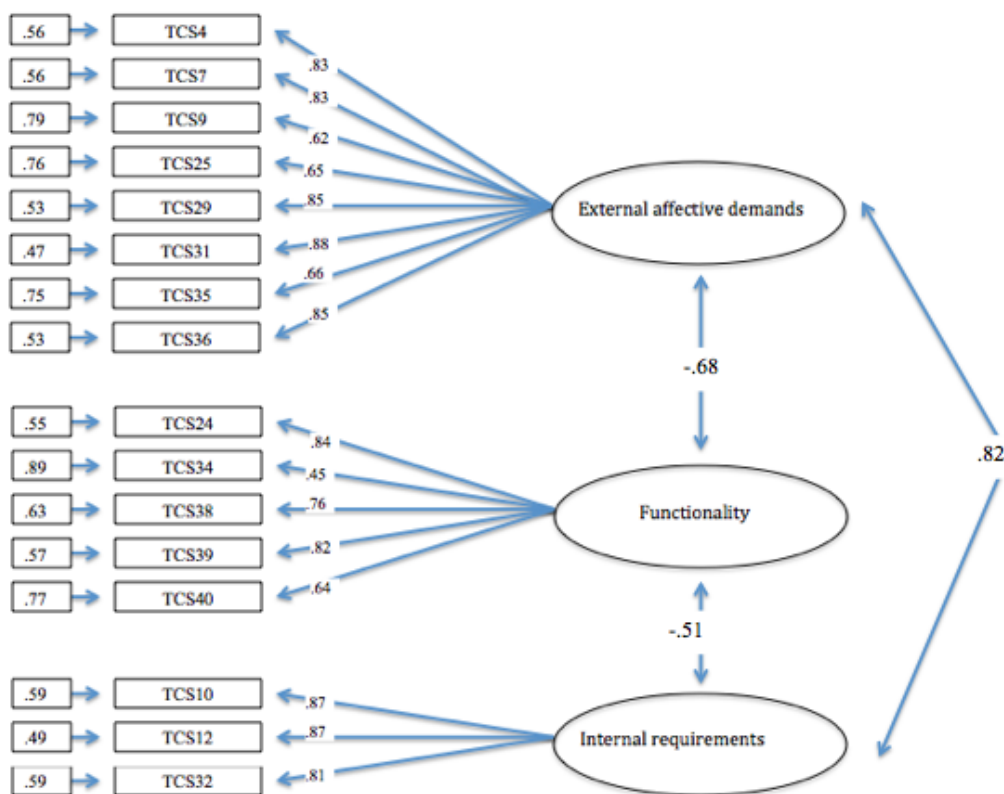 .56 TCS4
.83
.56 TCS7
.83
.79 TCS9
.62
.76 TCS25
.65
.53 TCS29
.85
.47 TCS31
.88
.75 TCS35
.66
.53 TCS36
.85
External affective demands
-.68
.82
.55 TCS24
.84
.89 TCS34
.45
.63 TCS38
.76
.57 TCS39
.82
.77 TCS40
.64
Functionality
-.51
.59 TCS10
.87
.49 TCS12
.87
.59 TCS32
.81
Internal requirements